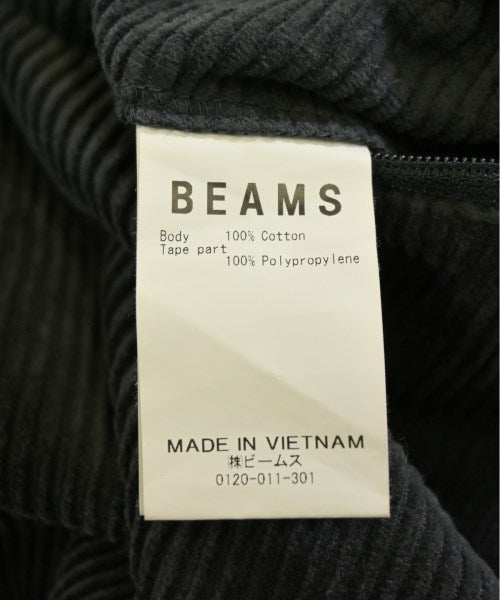 BEAMS
Body 100% Cotton
Tape part
100% Polypropylene
MADE IN VIETNAM
㈱ビームス
0120-011-301